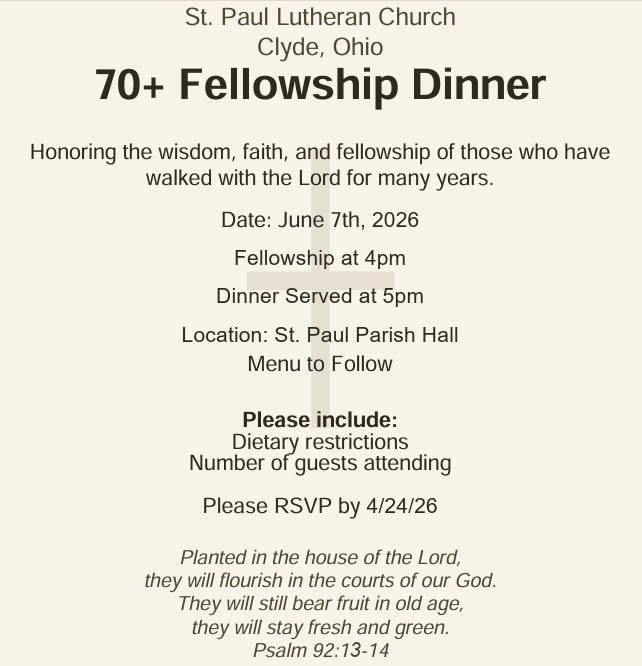 St. Paul Lutheran Church
Clyde, Ohio
70+ Fellowship Dinner
Honoring the wisdom, faith, and fellowship of those who have
walked with the Lord for many years.
Date: June 7th, 2026
Fellowship at 4pm
Dinner Served at 5pm
Location: St. Paul Parish Hall
Menu to Follow
Please include:
Dietary restrictions
Number of guests attending
Please RSVP by 4/24/26
Planted in the house of the Lord,
they will flourish in the courts of our God.
They will still bear fruit in old age,
they will stay fresh and green.
Psalm 92:13-14